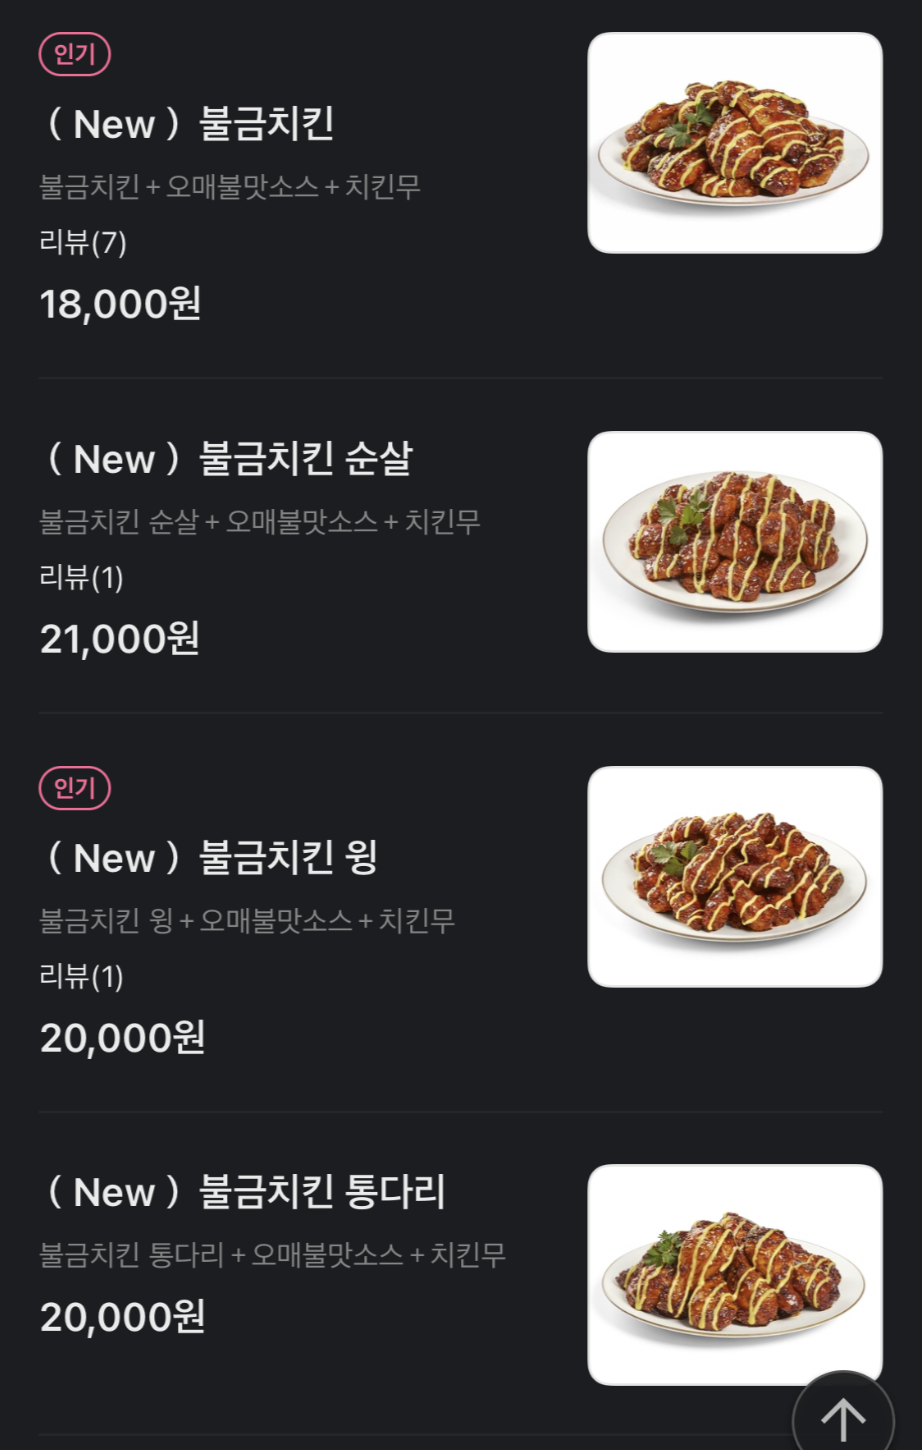 인기
( New ) 불금치킨
불금치킨 + 오매불맛소스 + 치킨무
리뷰(7)
18,000원
( New ) 불금치킨 순살
불금치킨 순살 + 오매불맛소스 + 치킨무
리뷰(1)
21,000원
인기
( New ) 불금치킨 윙
불금치킨 윙 + 오매불맛소스 + 치킨무
리뷰(1)
20,000원
( New ) 불금치킨 통다리
불금치킨 통다리 + 오매불맛소스 + 치킨무
20,000원